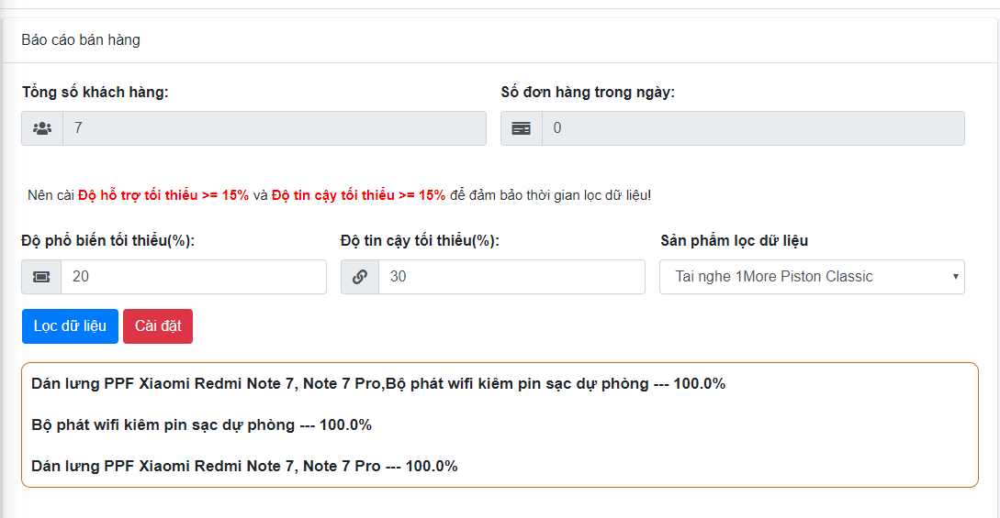 Báo cáo bán hàng
Tổng số khách hàng: Số đơn hàng trong ngày:
7 0
Nên cài Độ hỗ trợ tối thiểu >= 15% và Độ tin cậy tối thiểu >= 15% để đảm bảo thời gian lọc dữ liệu!
Độ phổ biến tối thiểu(%): Độ tin cậy tối thiểu(%): Sản phẩm lọc dữ liệu
20 30 Tai nghe 1More Piston Classic
Lọc dữ liệu Cài đặt
Dán lưng PPF Xiaomi Redmi Note 7, Note 7 Pro,Bộ phát wifi kiêm pin sạc dự phòng --- 100.0%
Bộ phát wifi kiêm pin sạc dự phòng --- 100.0%
Dán lưng PPF Xiaomi Redmi Note 7, Note 7 Pro --- 100.0%